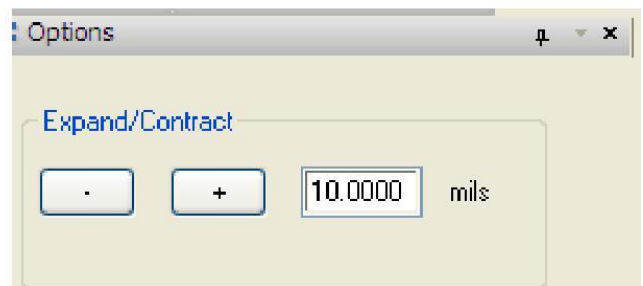 Options
Expand/Contract
- + 10.0000 mils